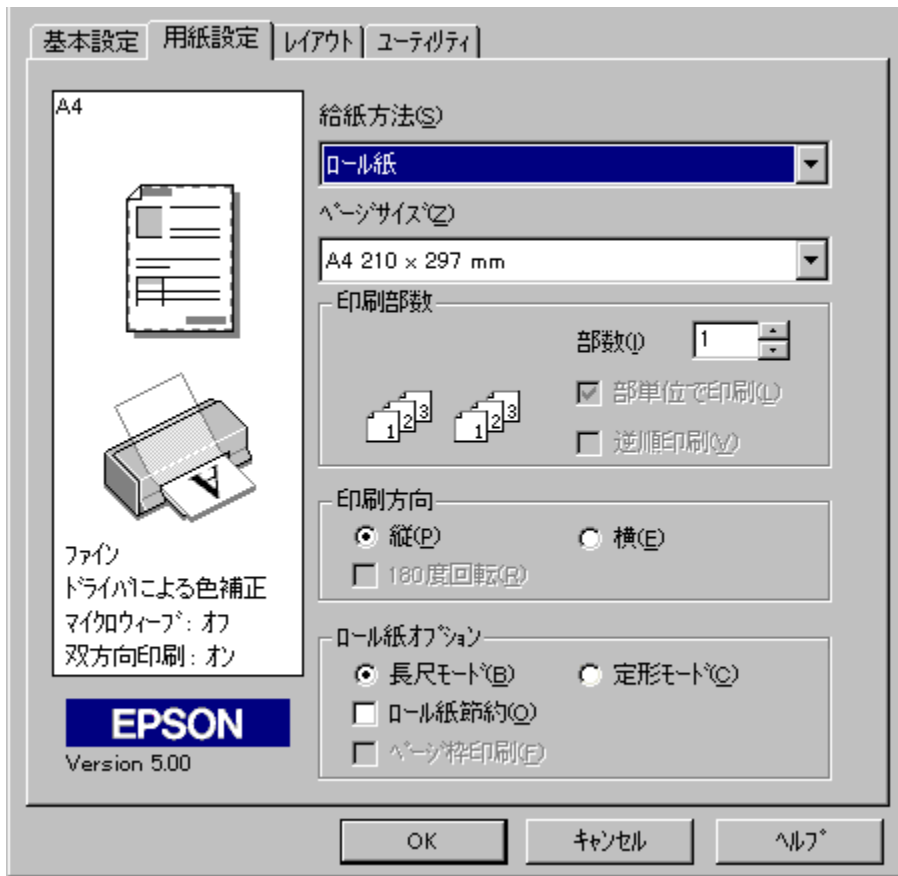 基本設定 用紙設定 ﾚｲｱｳﾄ ﾕｰﾃｨﾘﾃｨ
A4
給紙方法(S)
ﾛｰﾙ紙
ﾍﾟｰｼﾞｻｲｽﾞ(Z)
A4 210 x 297 mm
印刷部数
部数(I) 1
1 2 3 1 2 3
部単位で印刷(L)
逆順印刷(V)
印刷方向
縦(P) 横(E)
180度回転(R)
ﾛｰﾙ紙ｵﾌﾟｼｮﾝ
長尺ﾓｰﾄﾞ(B) 定形ﾓｰﾄﾞ(C)
ﾛｰﾙ紙節約(O)
ﾍﾟｰｼﾞ枠印刷(F)
A
ﾌｧｲﾝ
ﾄﾞﾗｲﾊﾞによる色補正
ﾏｲｸﾛｳｨｰﾌﾞ: ｵﾌ
双方向印刷: ｵﾝ
EPSON
Version 5.00
OK ｷｬﾝｾﾙ ﾍﾙﾌﾟ